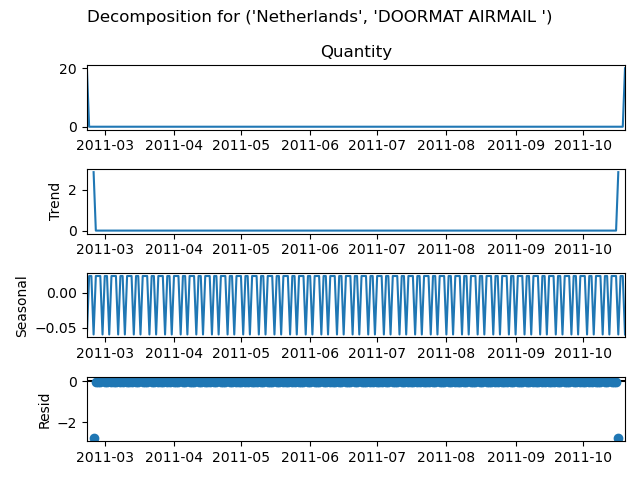 Decomposition for ('Netherlands', 'DOORMAT AIRMAIL ')
Quantity
20
0
2011-03 2011-04 2011-05 2011-06 2011-07 2011-08 2011-09 2011-10
Trend
2
0
2011-03 2011-04 2011-05 2011-06 2011-07 2011-08 2011-09 2011-10
Seasonal
0.00
−0.05
2011-03 2011-04 2011-05 2011-06 2011-07 2011-08 2011-09 2011-10
Resid
0
−2
2011-03 2011-04 2011-05 2011-06 2011-07 2011-08 2011-09 2011-10